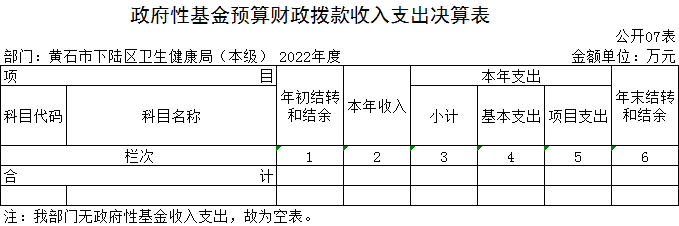 政府性基金预算财政拨款收入支出决算表
公开07表
部门：黄石市下陆区卫生健康局（本级） 2022年度 金额单位：万元
项 目 年初结转和结余 本年收入 本年支出 年末结转和结余
科目代码 科目名称 小计 基本支出 项目支出
栏次 1 2 3 4 5 6
合 计
注：我部门无政府性基金收入支出，故为空表。